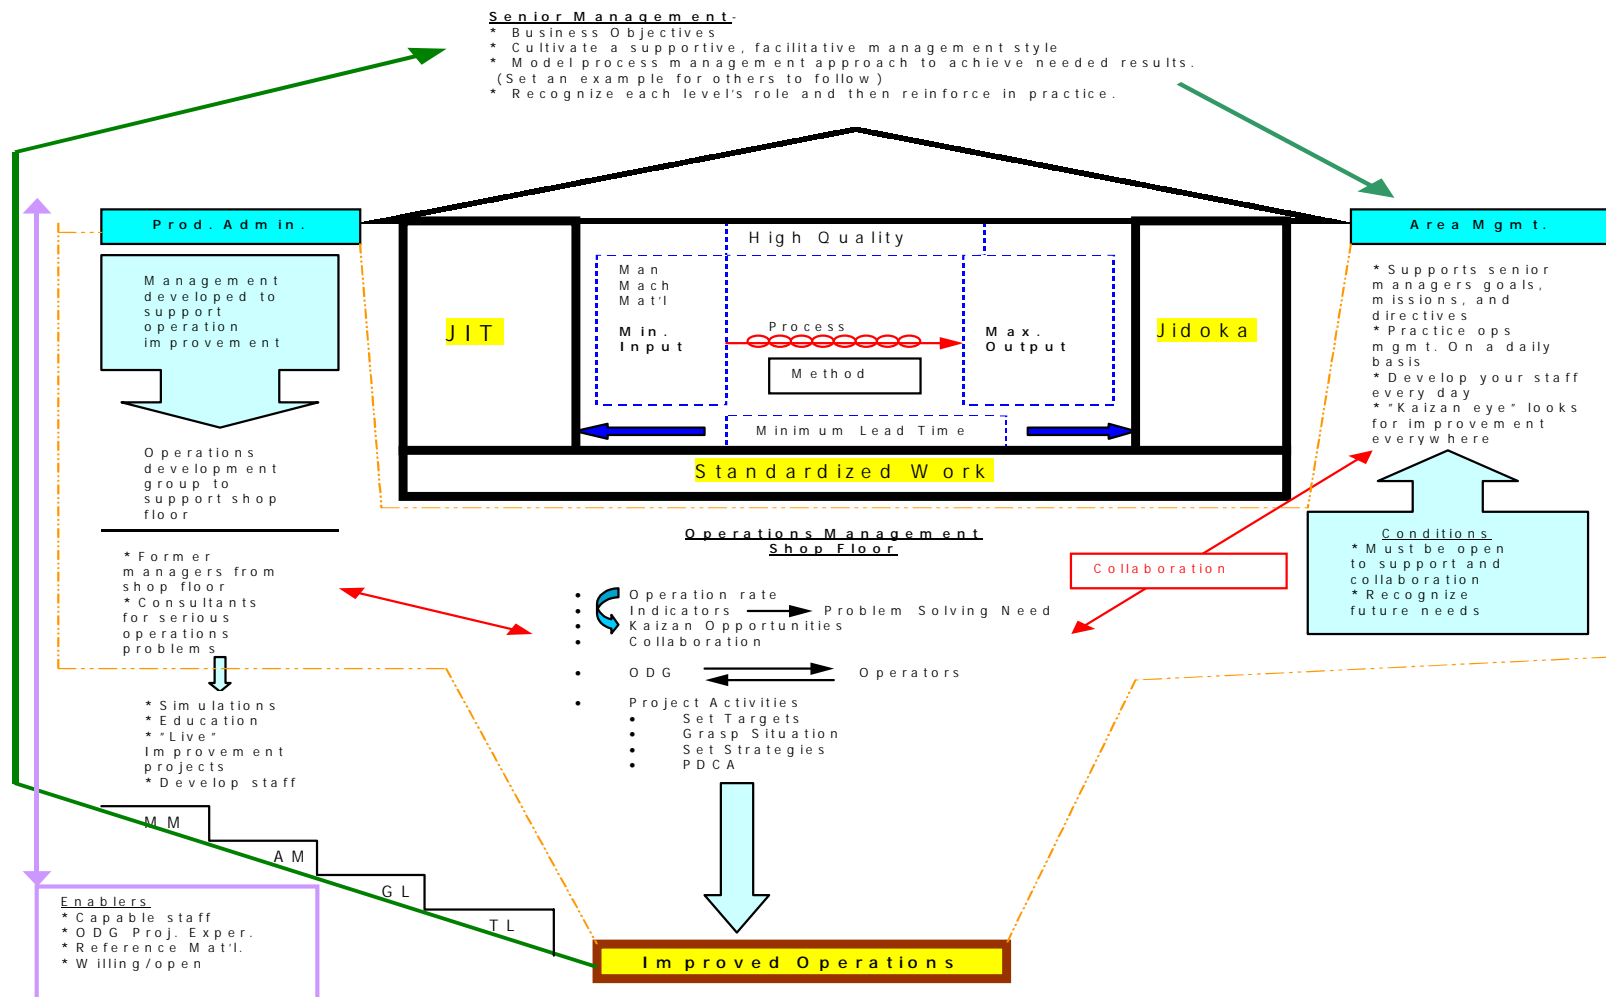 Senior Management-
* Business Objectives
* Cultivate a supportive, facilitative management style
* Model process management approach to achieve needed results.
(Set an example for others to follow)
* Recognize each level's role and then reinforce in practice.
Prod. Admin.
Management
developed to
support
operation
improvement
Operations
development
group to
support shop
floor
* Former
managers from
shop floor
* Consultants
for serious
operations
problems
* Simulations
* Education
* "Live"
Improvement
projects
* Develop staff
MM
AM
GL
TL
Enablers
* Capable staff
* ODG Proj. Exper.
* Reference Mat'l.
* Willing/open
JIT
High Quality
Man
Mach
Mat'l
Min.
Input
Process
Method
Max.
Output
Minimum Lead Time
Jidoka
Standardized Work
Operations Management
Shop Floor
• Operation rate
• Indicators Problem Solving Need
• Kaizan Opportunities
• Collaboration
• ODG Operators
• Project Activities
• Set Targets
• Grasp Situation
• Set Strategies
• PDCA
Improved Operations
Area Mgmt.
* Supports senior
managers goals,
missions, and
directives
* Practice ops
mgmt. On a daily
basis
* Develop your staff
every day
* "Kaizan eye" looks
for improvement
everywhere
Collaboration
Conditions
* Must be open
to support and
collaboration
* Recognize
future needs